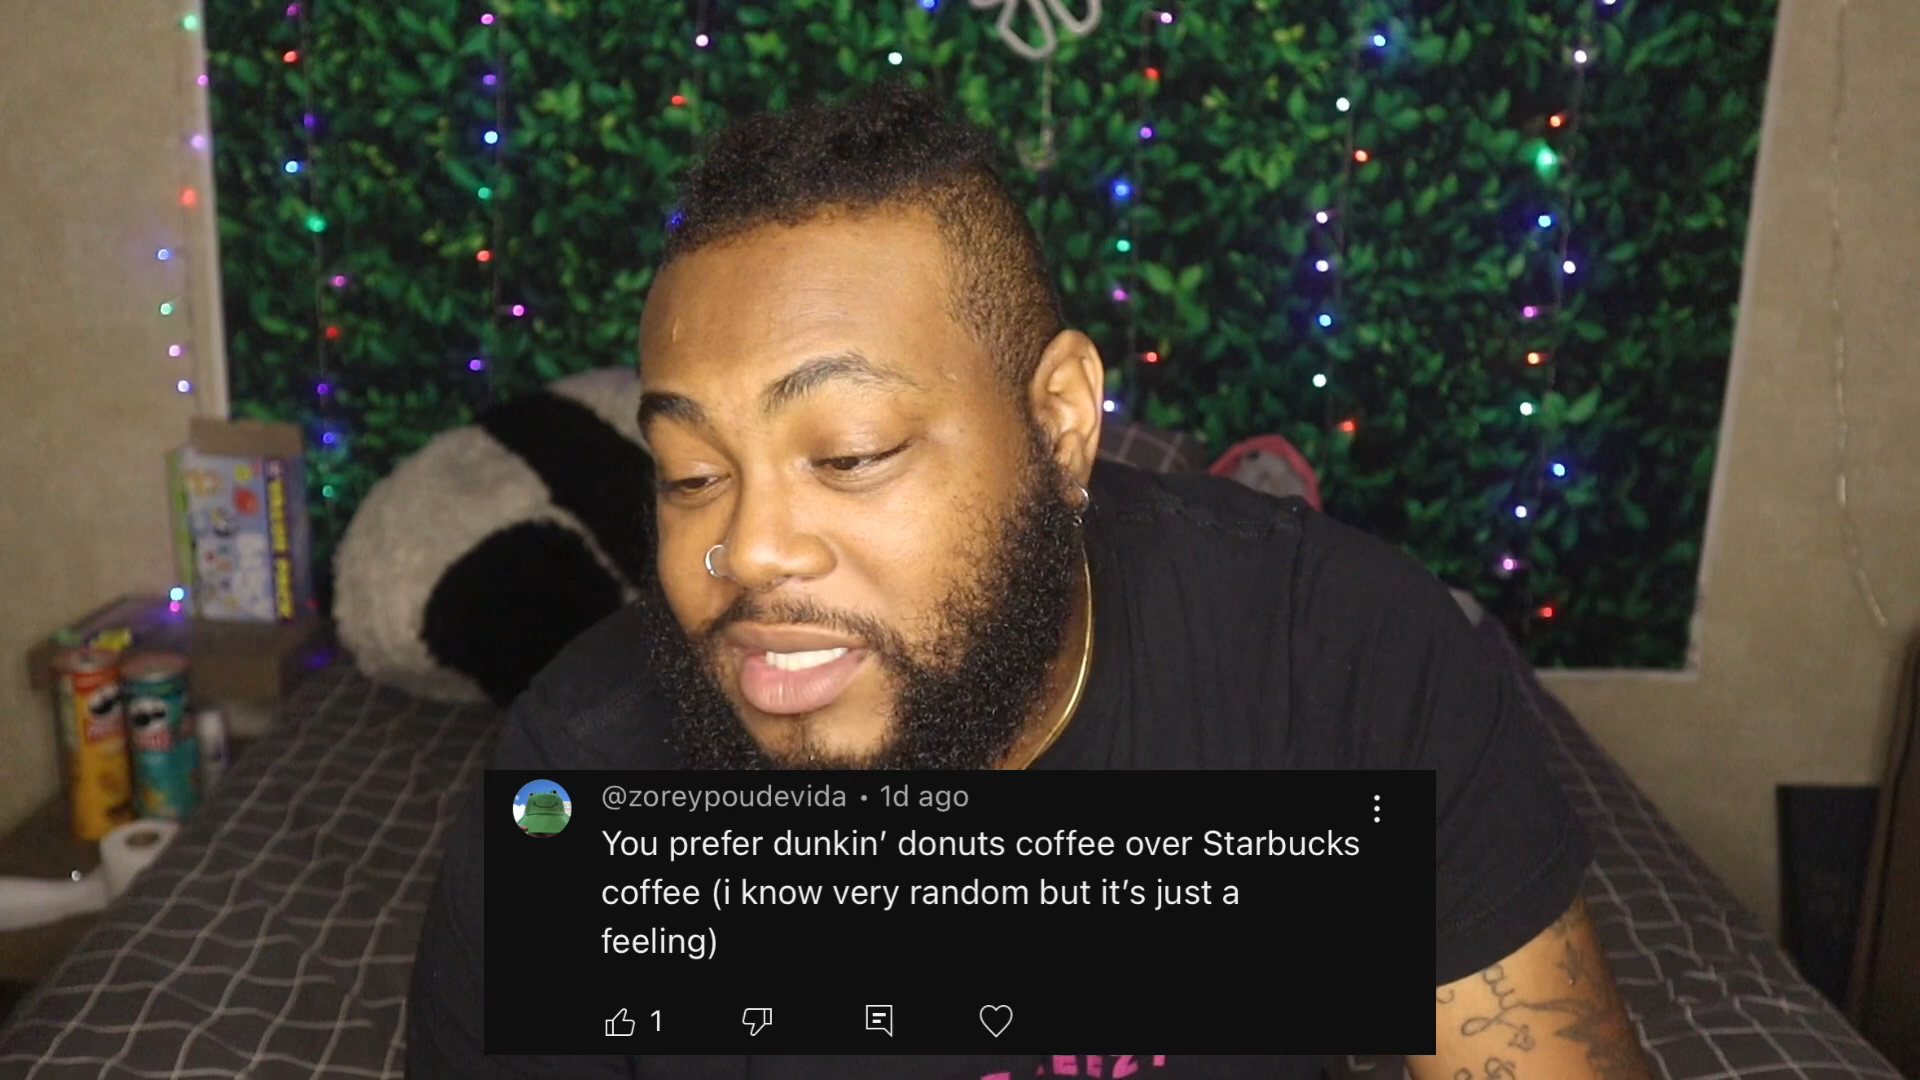 @zoreypoudevida • 1d ago
You prefer dunkin’ donuts coffee over Starbucks
coffee (i know very random but it’s just a
feeling)
1